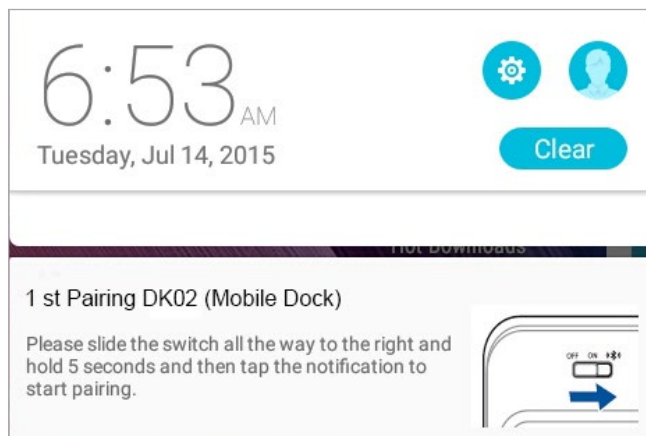 6:53 AM
Tuesday, Jul 14, 2015
Clear
Hot Downloads
1 st Pairing DK02 (Mobile Dock)
Please slide the switch all the way to the right and
hold 5 seconds and then tap the notification to
start pairing.
OFF ON